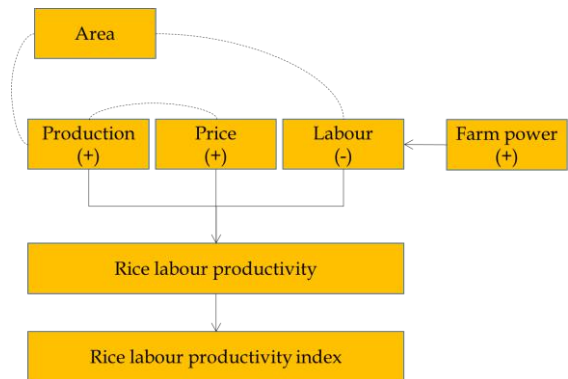 Area
Production
(+)
Price
(+)
Labour
(-)
Farm power
(+)
Rice labour productivity
Rice labour productivity index